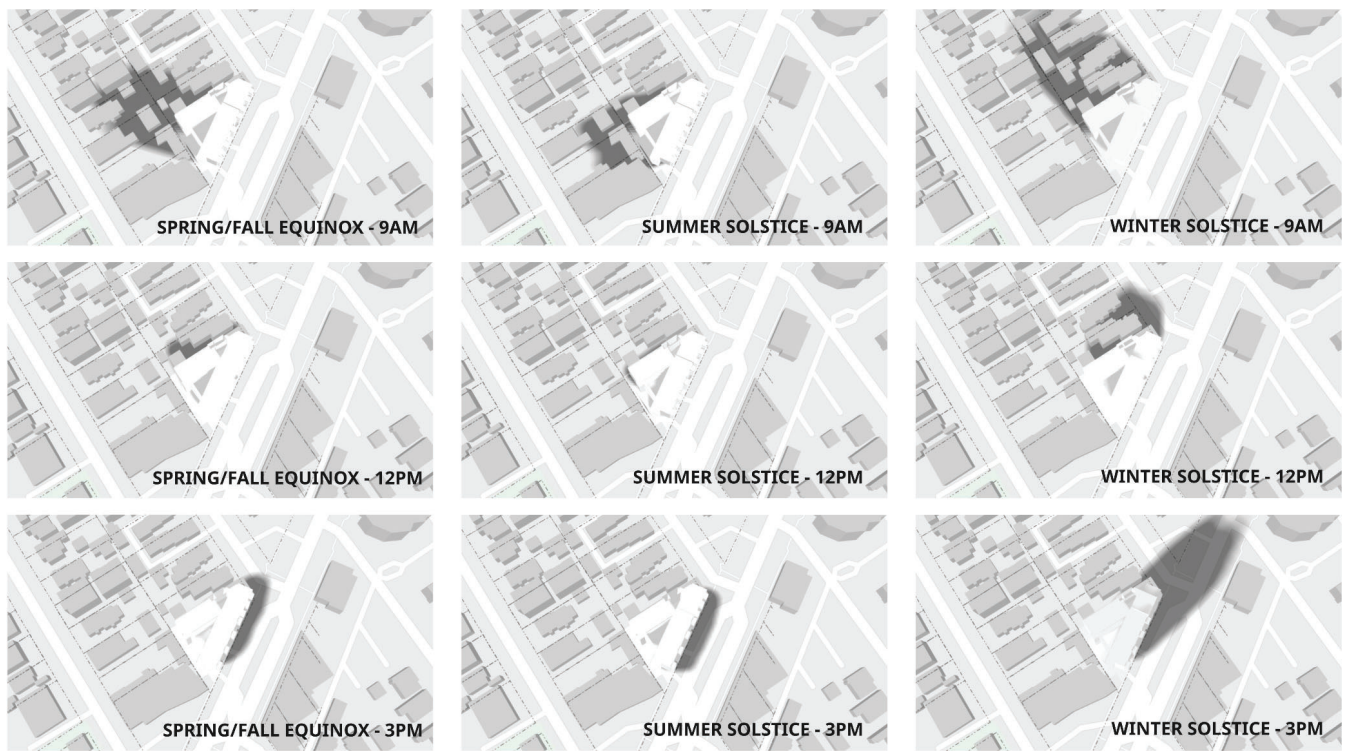 SPRING/FALL EQUINOX - 9AM
SUMMER SOLSTICE - 9AM
WINTER SOLSTICE - 9AM
SPRING/FALL EQUINOX - 12PM
SUMMER SOLSTICE - 12PM
WINTER SOLSTICE - 12PM
SPRING/FALL EQUINOX - 3PM
SUMMER SOLSTICE - 3PM
WINTER SOLSTICE - 3PM